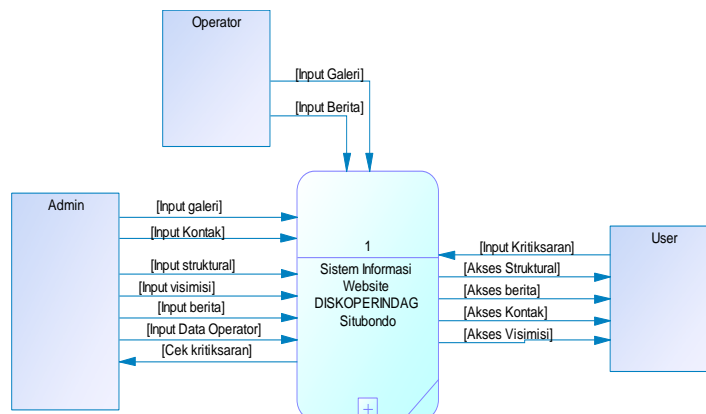 Operator
[Input Galeri]
[Input Berita]
Admin
[Input galeri]
[Input Kontak]
[Input struktural]
[Input visimisi]
[Input berita]
[Input Data Operator]
[Cek kritiksaran]
1
Sistem Informasi
Website
DISKOPERINDAG
Situbondo
[Input Kritiksaran]
[Akses Struktural]
[Akses berita]
[Akses Kontak]
[Akses Visimisi]
User